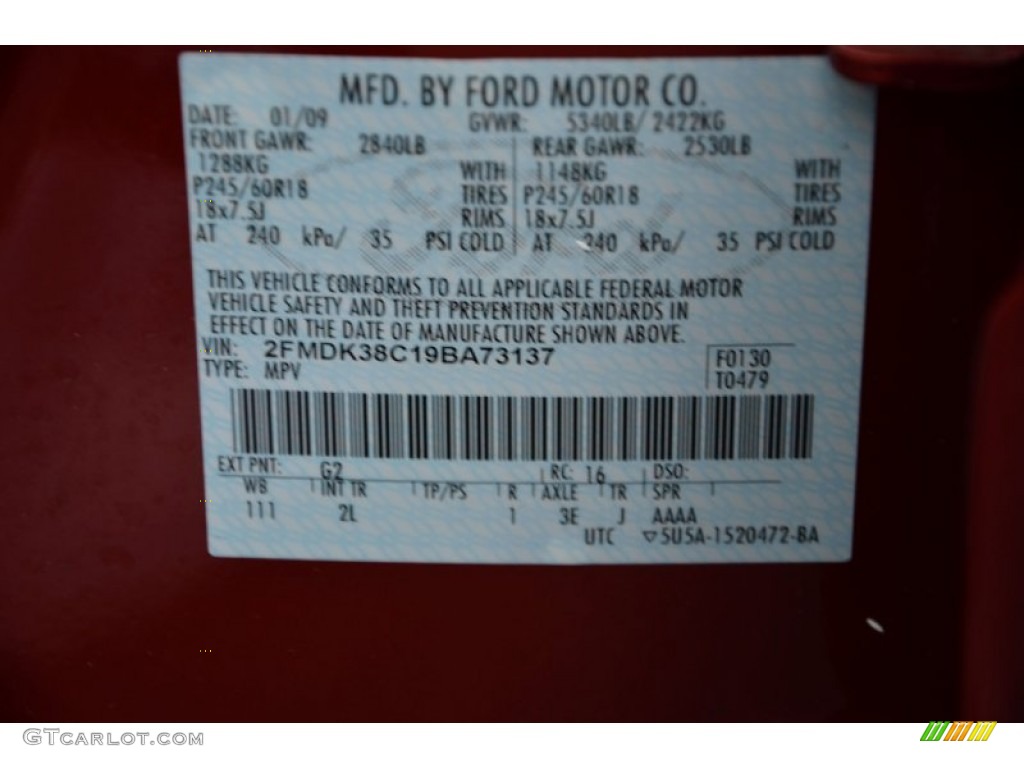 MFD. BY FORD MOTOR CO.
DATE: 01/09 GVWR: 5340LB/ 2422KG
FRONT GAWR: 2840LB REAR GAWR: 2530LB
1288KG WITH 1148KG WITH
P245/60R18 TIRES P245/60R18 TIRES
18x7.5J RIMS 18x7.5J RIMS
AT 240 kPa/ 35 PSI COLD AT 240 kPa/ 35 PSI COLD
THIS VEHICLE CONFORMS TO ALL APPLICABLE FEDERAL MOTOR
VEHICLE SAFETY AND THEFT PREVENTION STANDARDS IN
EFFECT ON THE DATE OF MANUFACTURE SHOWN ABOVE.
VIN: 2FMDK38C19BA73137 F0130
TYPE: MPV T0479
EXT PNT: G2 RC: 16 DSO:
WB INT TR TP/PS R AXLE TR SPR
111 2L 1 3E J AAAA
UTC 5U5A-1520472-BA
GTCARLOT.COM